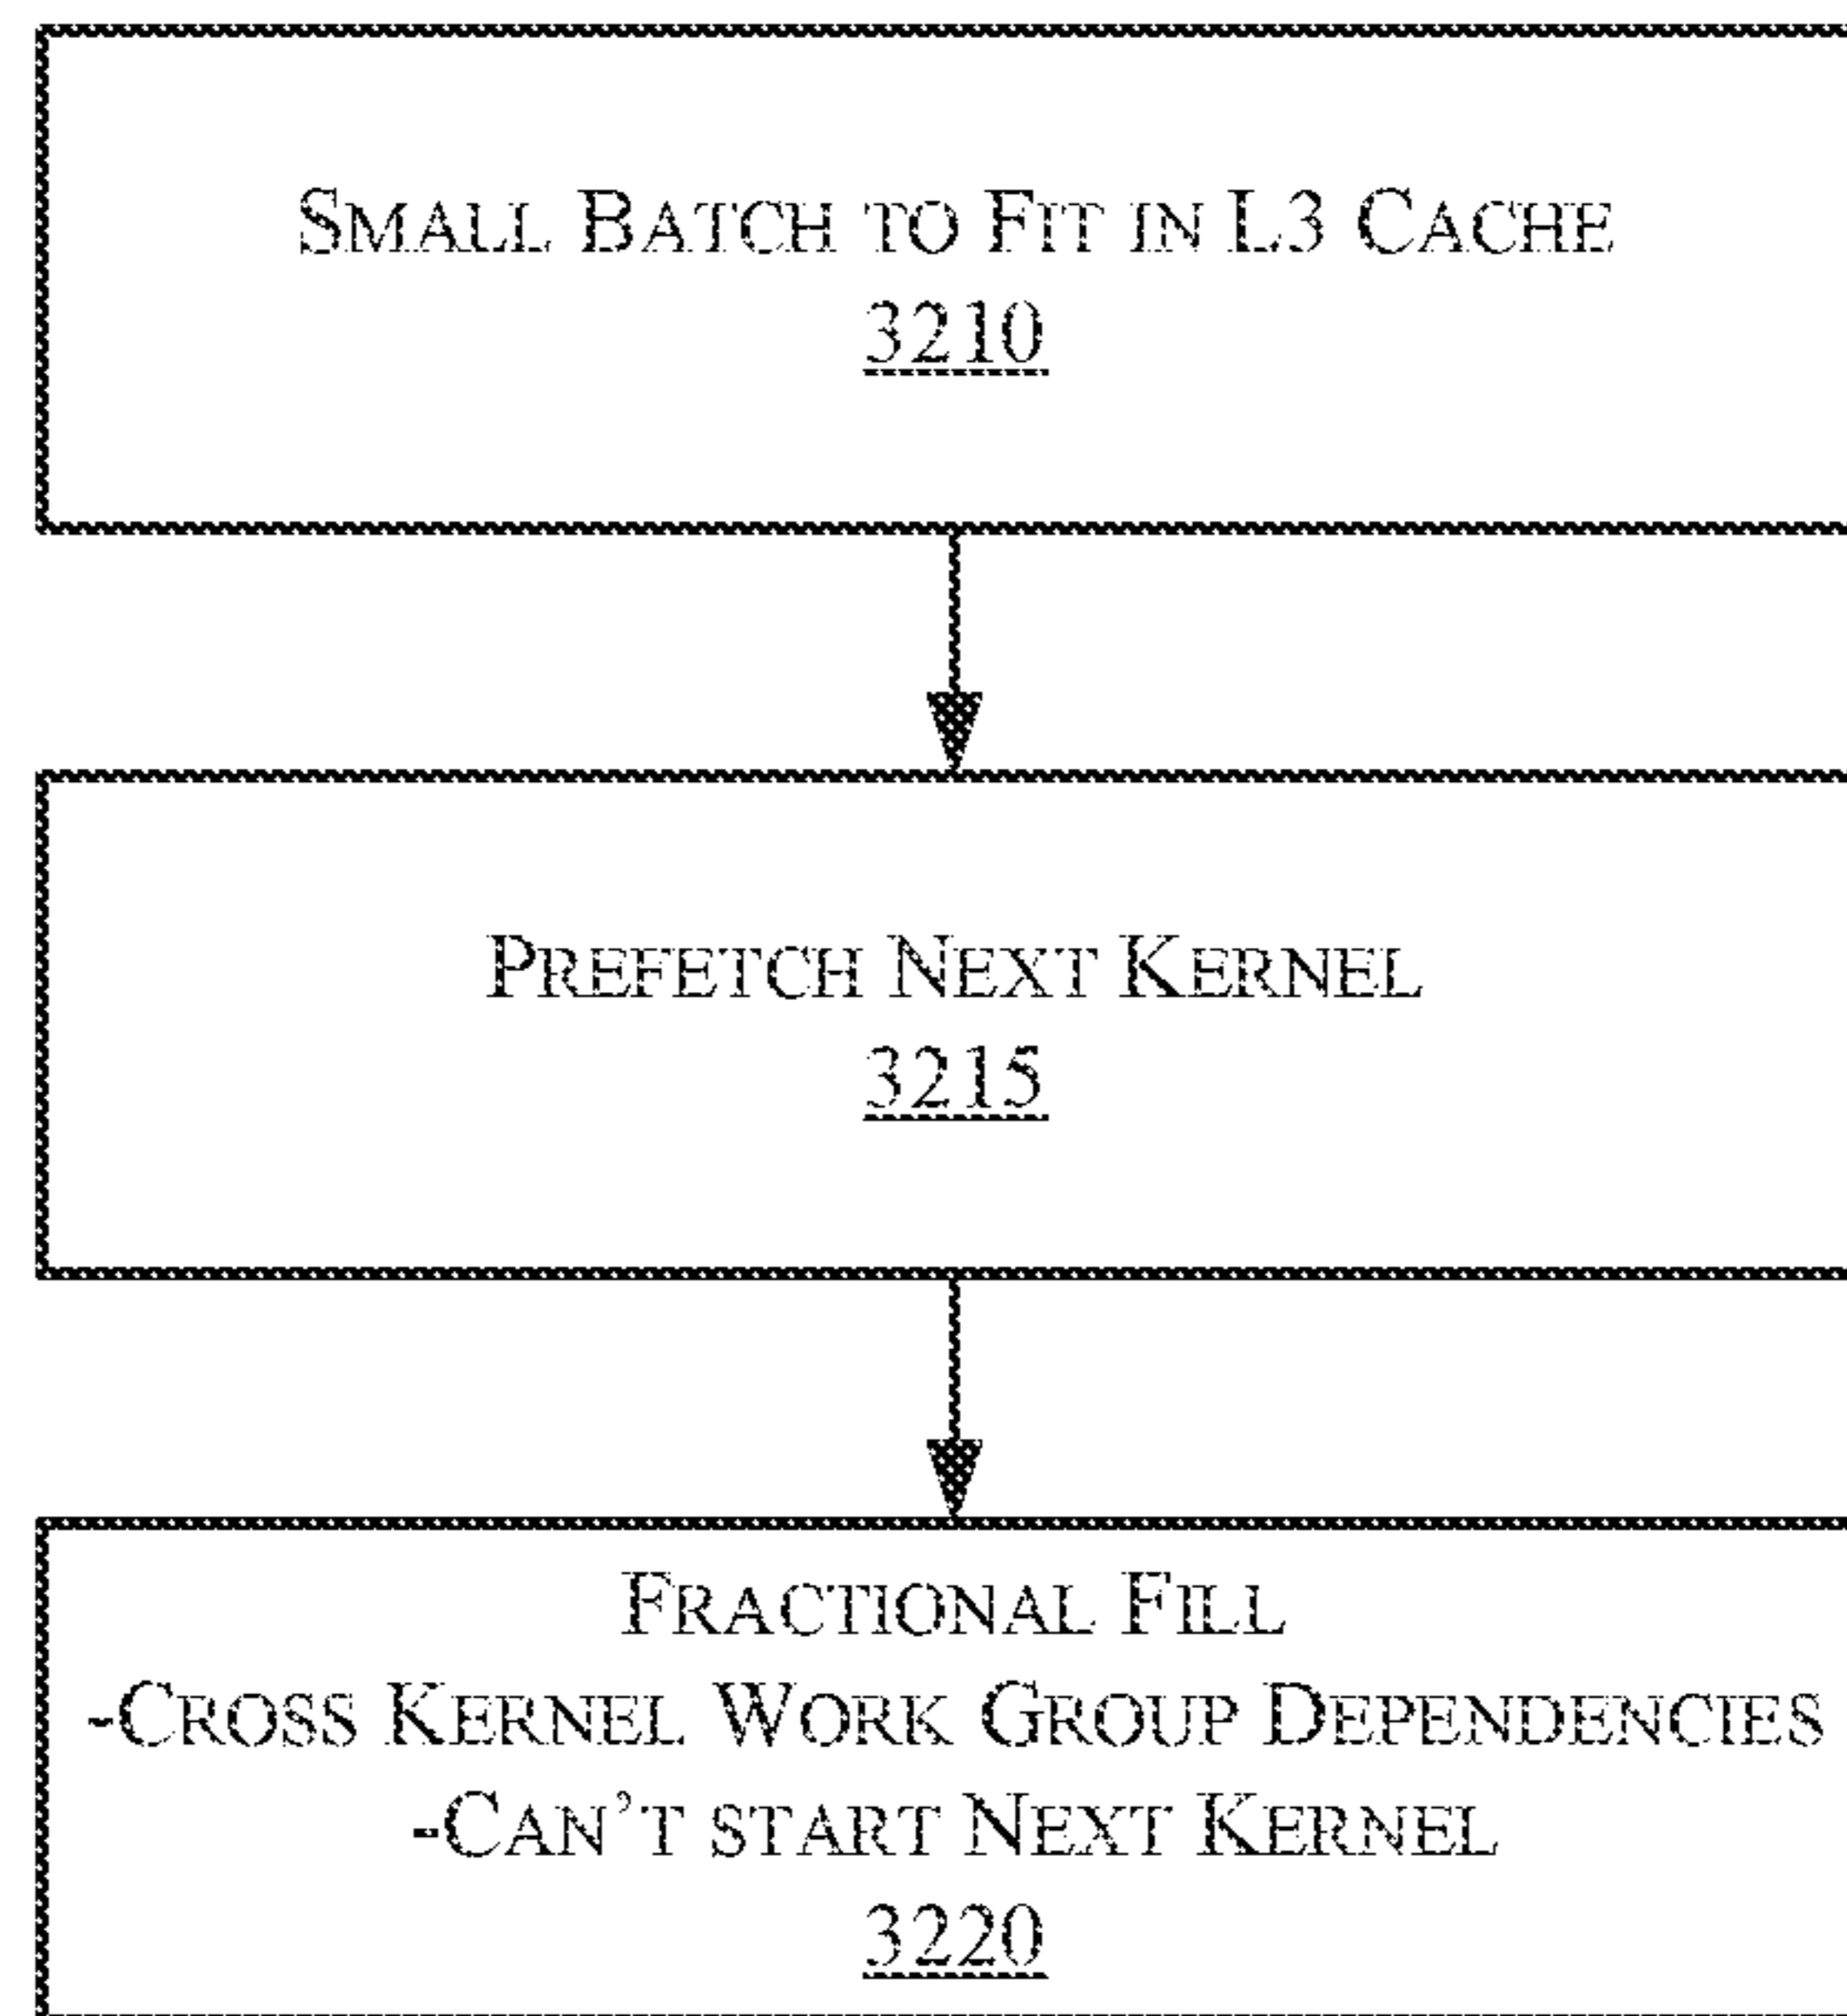 SMALL BATCH TO FIT IN L3 CACHE
3210
PREFETCH NEXT KERNEL
3215
FRACTIONAL FILL
-CROSS KERNEL WORK GROUP DEPENDENCIES
-CAN'T START NEXT KERNEL
3220